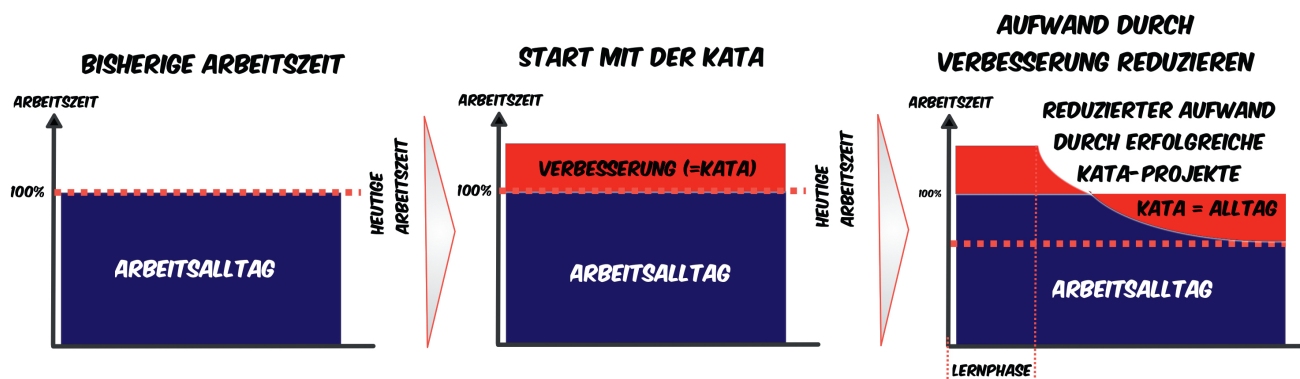 BISHERIGE ARBEITSZEIT
ARBEITSZEIT
100%
ARBEITSALLTAG
HEUTIGE
ARBEITSZEIT
START MIT DER KATA
ARBEITSZEIT
VERBESSERUNG (=KATA)
100%
ARBEITSALLTAG
HEUTIGE
ARBEITSZEIT
AUFWAND DURCH
VERBESSERUNG REDUZIEREN
ARBEITSZEIT
REDUZIERTER AUFWAND
DURCH ERFOLGREICHE
KATA-PROJEKTE
100%
KATA = ALLTAG
ARBEITSALLTAG
LERNPHASE